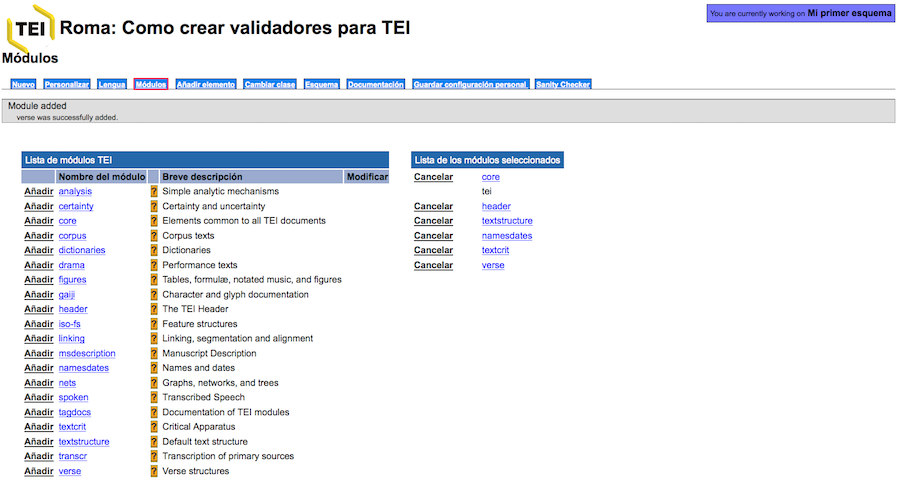 You are currently working on Mi primer esquema
TEI Roma: Como crear validadores para TEI
Módulos
Nuevo Personalizar Lengua Módulos Añadir elemento Cambiar clase Esquema Documentación Guardar configuración personal Sanity Checker
Module added
verse was successfully added.
Lista de módulos TEI
Nombre del módulo Breve descripción Modificar
Añadir analysis ? Simple analytic mechanisms
Añadir certainty ? Certainty and uncertainty
Añadir core ? Elements common to all TEI documents
Añadir corpus ? Corpus texts
Añadir dictionaries ? Dictionaries
Añadir drama ? Performance texts
Añadir figures ? Tables, formulæ, notated music, and figures
Añadir gaiji ? Character and glyph documentation
Añadir header ? The TEI Header
Añadir iso-fs ? Feature structures
Añadir linking ? Linking, segmentation and alignment
Añadir msdescription ? Manuscript Description
Añadir namesdates ? Names and dates
Añadir nets ? Graphs, networks, and trees
Añadir spoken ? Transcribed Speech
Añadir tagdocs ? Documentation of TEI modules
Añadir textcrit ? Critical Apparatus
Añadir textstructure ? Default text structure
Añadir transcr ? Transcription of primary sources
Añadir verse ? Verse structures
Lista de los módulos seleccionados
Cancelar core
tei
Cancelar header
Cancelar textstructure
Cancelar namesdates
Cancelar textcrit
Cancelar verse